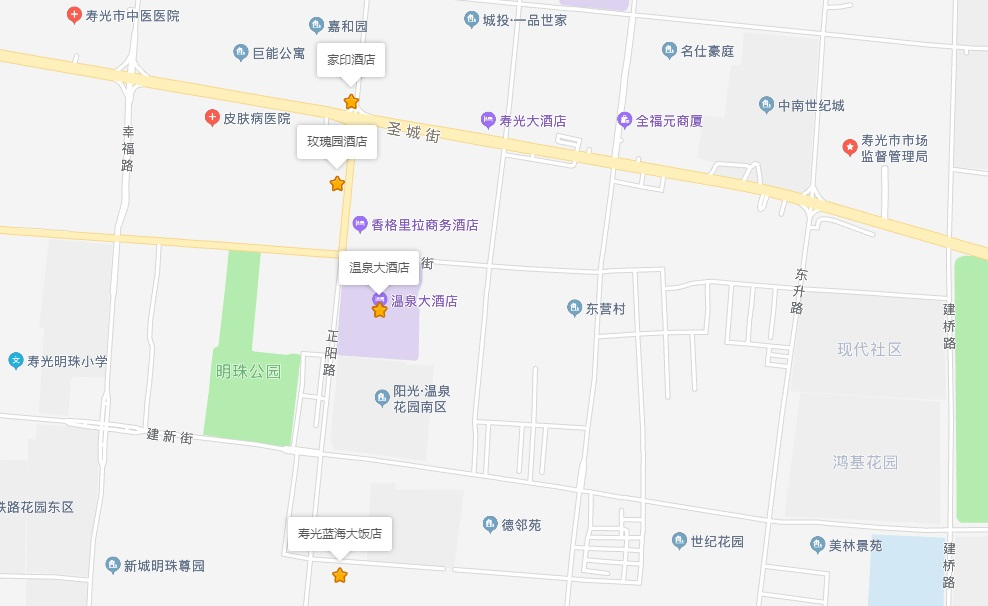 寿光市中医医院
嘉和园
城投·一品世家
巨能公寓
家印酒店
名仕豪庭
中南世纪城
皮肤病医院
圣城街
寿光大酒店
全福元商厦
幸福路
玫瑰园酒店
寿光市市场
监督管理局
香格里拉商务酒店
温泉大酒店
街
温泉大酒店
东升路
东营村
建桥路
正阳路
现代社区
寿光明珠小学
明珠公园
阳光·温泉
花园南区
建新街
鸿基花园
铁路花园东区
寿光蓝海大饭店
德邻苑
世纪花园
美林景苑
新城明珠尊园
建桥路